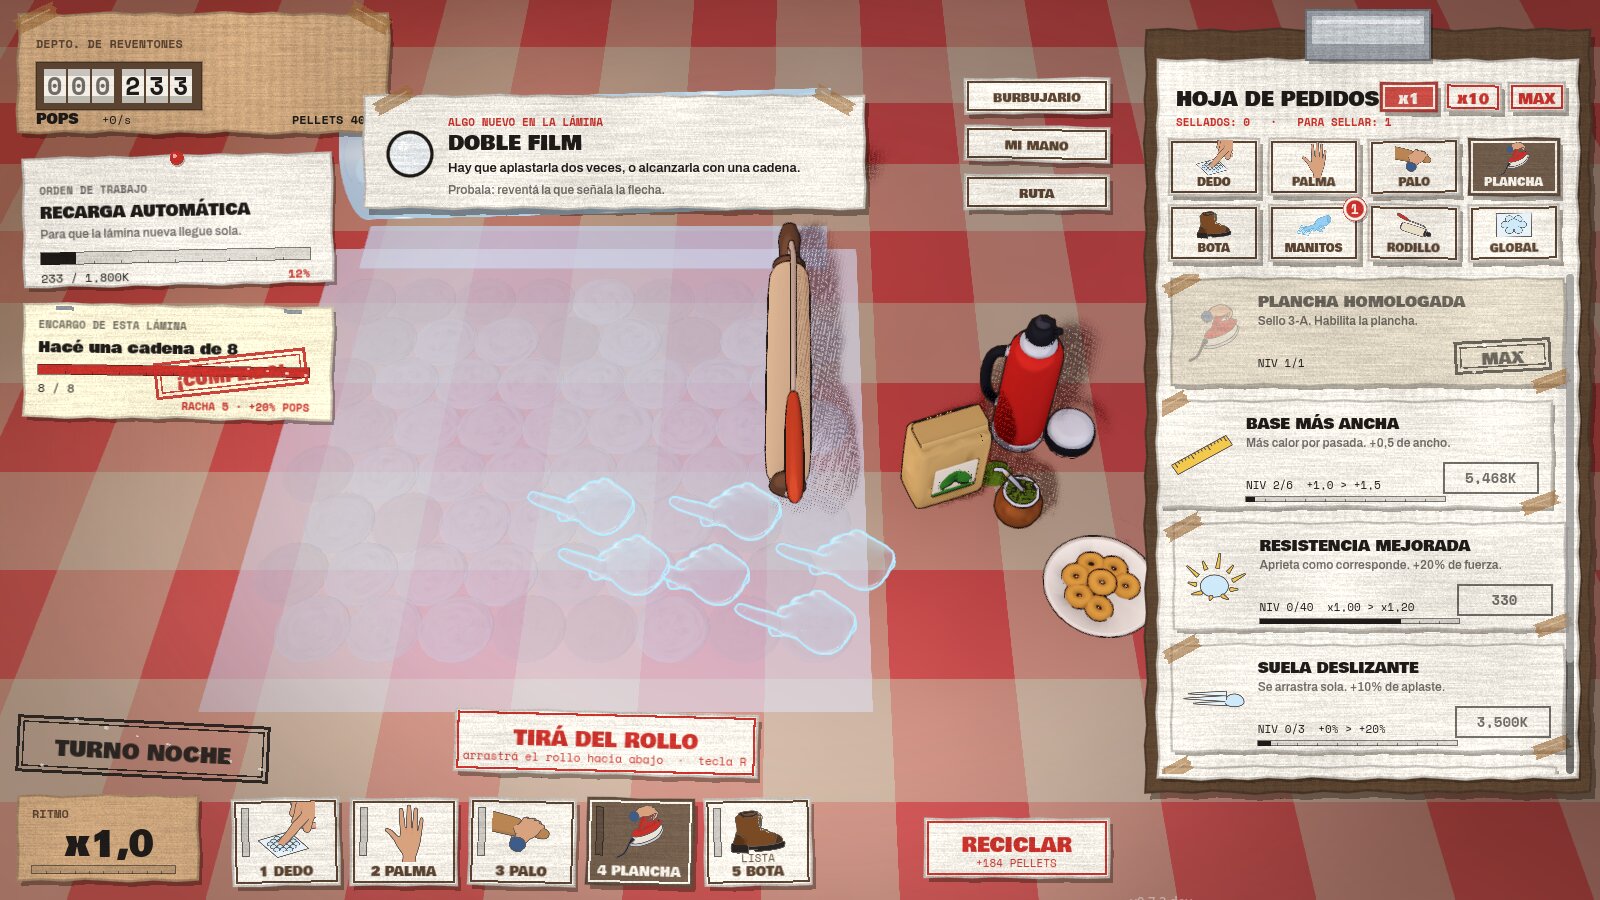 DEPTO. DE REVENTONES
000 233
POPS +0/s PELLETS 40
ORDEN DE TRABAJO
RECARGA AUTOMÁTICA
Para que la lámina nueva llegue sola.
233 / 1.800K 12%
ENCARGO DE ESTA LÁMINA
Hacé una cadena de 8
8 / 8
RACHA 5 · +20% POPS
ALGO NUEVO EN LA LÁMINA
DOBLE FILM
Hay que aplastarla dos veces, o alcanzarla con una cadena.
Probala: reventá la que señala la flecha.
BURBUJARIO
MI MANO
RUTA
HOJA DE PEDIDOS x1 x10 MAX
SELLADOS: 0 · PARA SELLAR: 1
DEDO PALMA PALO PLANCHA
1
BOTA MANITOS RODILLO GLOBAL
PLANCHA HOMOLOGADA
Sello 3-A. Habilita la plancha.
NIV 1/1 MAX
BASE MÁS ANCHA
Más calor por pasada. +0,5 de ancho.
NIV 2/6 +1.0 > +1.5 5,468K
RESISTENCIA MEJORADA
Aprieta como corresponde. +20% de fuerza.
NIV 0/40 x1.00 > x1.20 330
SUELA DESLIZANTE
Se arrastra sola. +10% de aplaste.
NIV 0/3 +0% > +20% 3,500K
TURNO NOCHE
TIRÁ DEL ROLLO
arrastrá el rollo hacia abajo · tecla R
RITMO
x1,0
1 DEDO
2 PALMA
3 PALO
4 PLANCHA
LISTA
5 BOTA
RECICLAR
+184 PELLETS